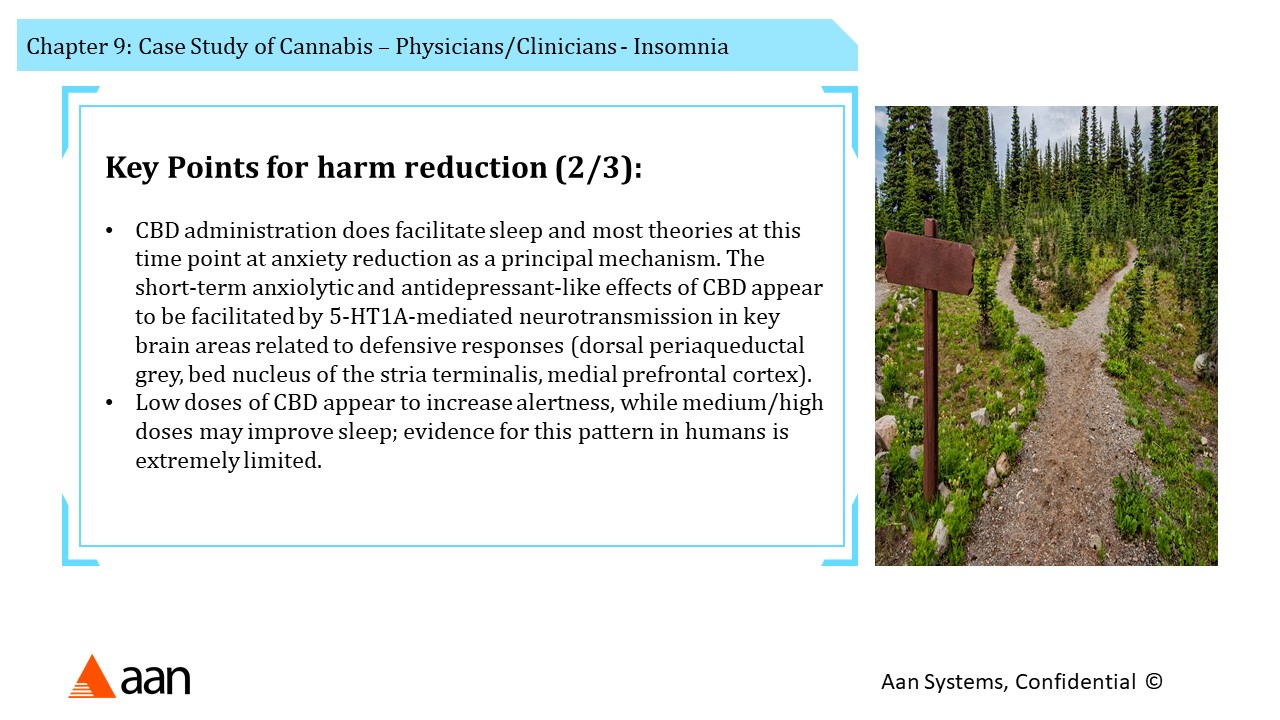 Chapter 9: Case Study of Cannabis – Physicians/Clinicians - Insomnia
Key Points for harm reduction (2/3):
• CBD administration does facilitate sleep and most theories at this
time point at anxiety reduction as a principal mechanism. The
short-term anxiolytic and antidepressant-like effects of CBD appear
to be facilitated by 5-HT1A-mediated neurotransmission in key
brain areas related to defensive responses (dorsal periaqueductal
grey, bed nucleus of the stria terminalis, medial prefrontal cortex).
• Low doses of CBD appear to increase alertness, while medium/high
doses may improve sleep; evidence for this pattern in humans is
extremely limited.
aan
Aan Systems, Confidential ©